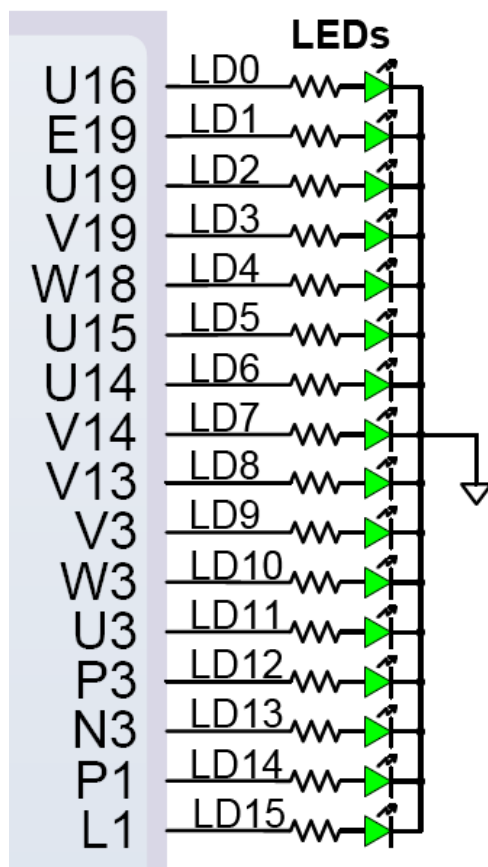 LEDs
U16 LD0
E19 LD1
U19 LD2
V19 LD3
W18 LD4
U15 LD5
U14 LD6
V14 LD7
V13 LD8
V3 LD9
W3 LD10
U3 LD11
P3 LD12
N3 LD13
P1 LD14
L1 LD15